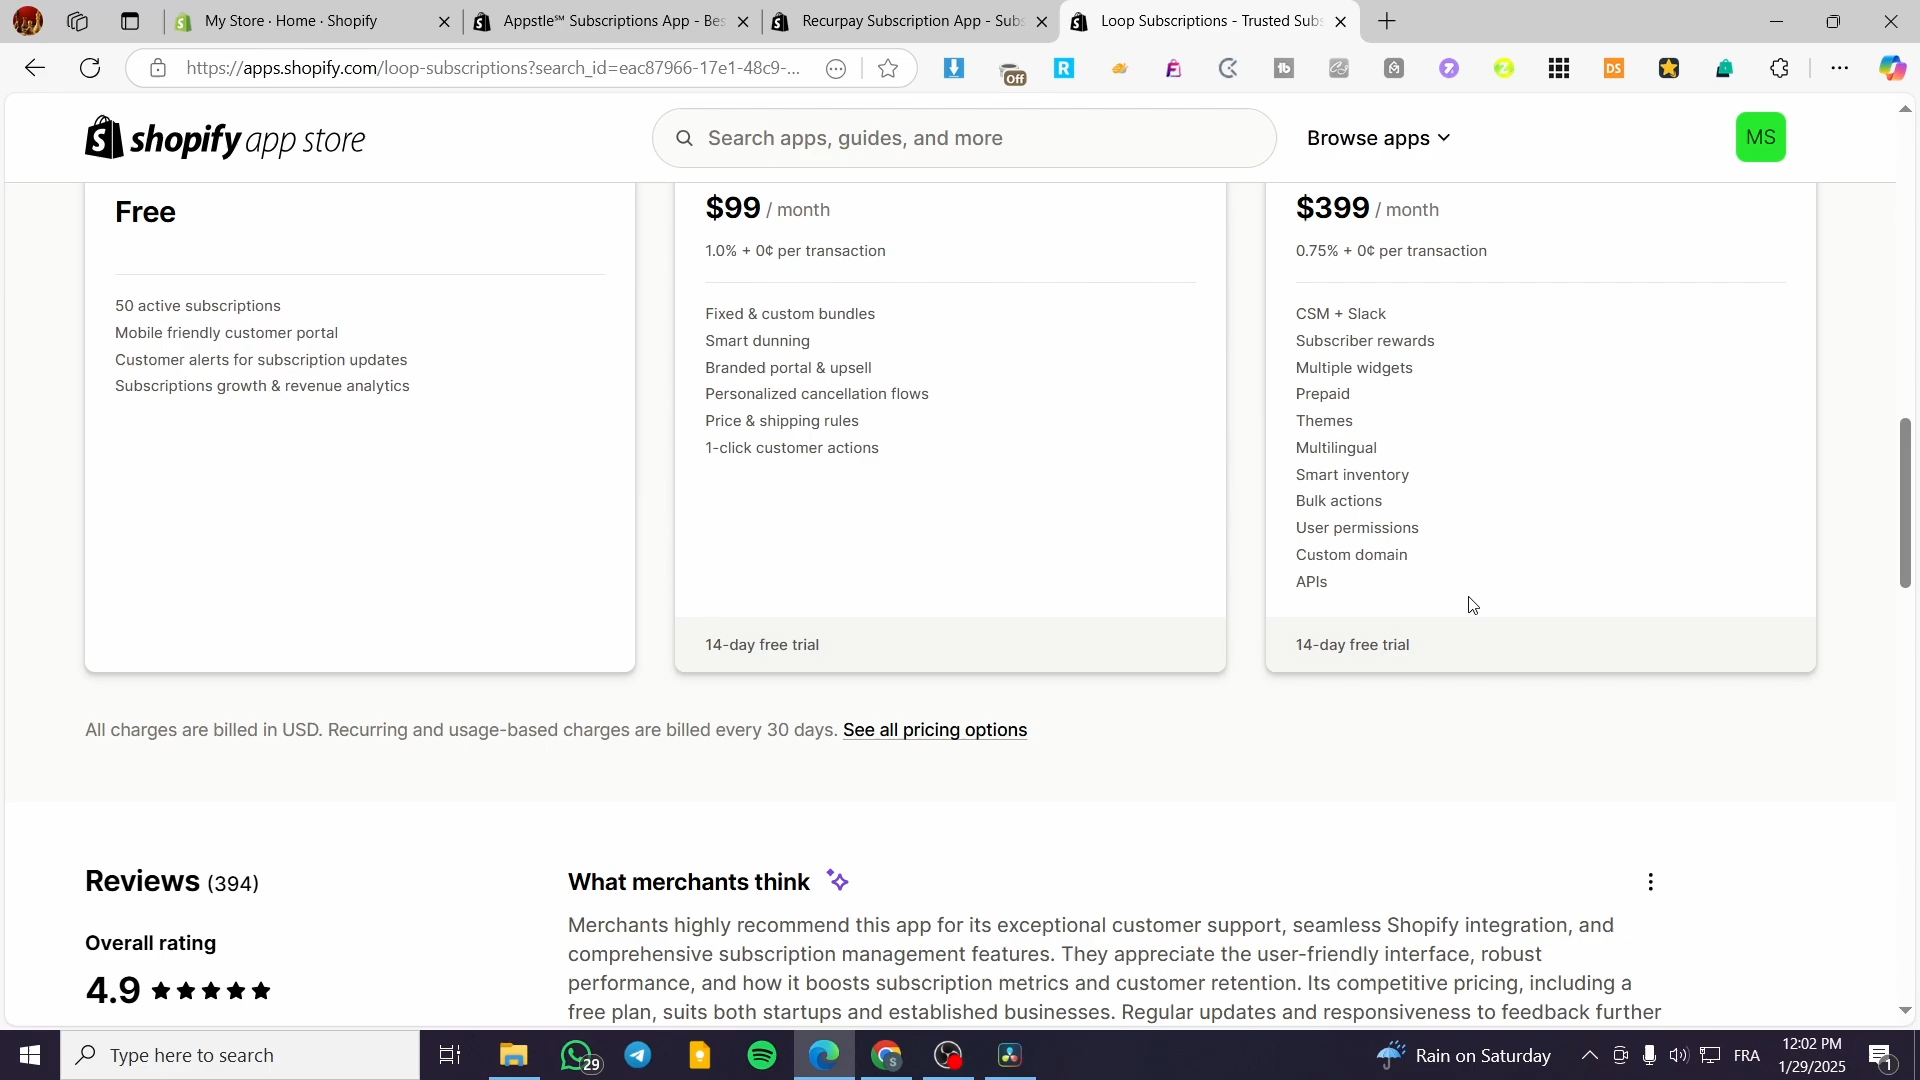 My Store · Home · Shopify
Appstle℠ Subscriptions App - Bes
Recurpay Subscription App - Subs
Loop Subscriptions - Trusted Subs
https://apps.shopify.com/loop-subscriptions?search_id=eac87966-17e1-48c9-...
Off
R
tb
DS
shopify app store
Search apps, guides, and more
Browse apps
MS
Free
50 active subscriptions
Mobile friendly customer portal
Customer alerts for subscription updates
Subscriptions growth & revenue analytics
$99 / month
1.0% + 0¢ per transaction
Fixed & custom bundles
Smart dunning
Branded portal & upsell
Personalized cancellation flows
Price & shipping rules
1-click customer actions
14-day free trial
$399 / month
0.75% + 0¢ per transaction
CSM + Slack
Subscriber rewards
Multiple widgets
Prepaid
Themes
Multilingual
Smart inventory
Bulk actions
User permissions
Custom domain
APIs
14-day free trial
All charges are billed in USD. Recurring and usage-based charges are billed every 30 days. See all pricing options
Reviews (394)
Overall rating
4.9
What merchants think
Merchants highly recommend this app for its exceptional customer support, seamless Shopify integration, and
comprehensive subscription management features. They appreciate the user-friendly interface, robust
performance, and how it boosts subscription metrics and customer retention. Its competitive pricing, including a
free plan, suits both startups and established businesses. Regular updates and responsiveness to feedback further
Type here to search
29
Rain on Saturday
FRA
12:02 PM
1/29/2025
1